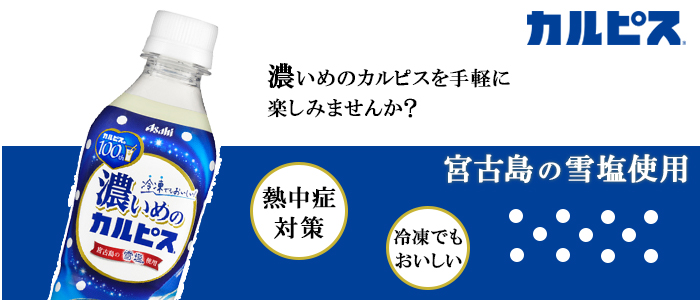 カルピス
濃いめのカルピスを手軽に
楽しみませんか?
宮古島の雪塩使用
熱中症
対策
冷凍でも
おいしい
Asahi
カルピス
100th
冷凍でもおいしい!
濃いめの
カルピス
宮古島の雪塩使用